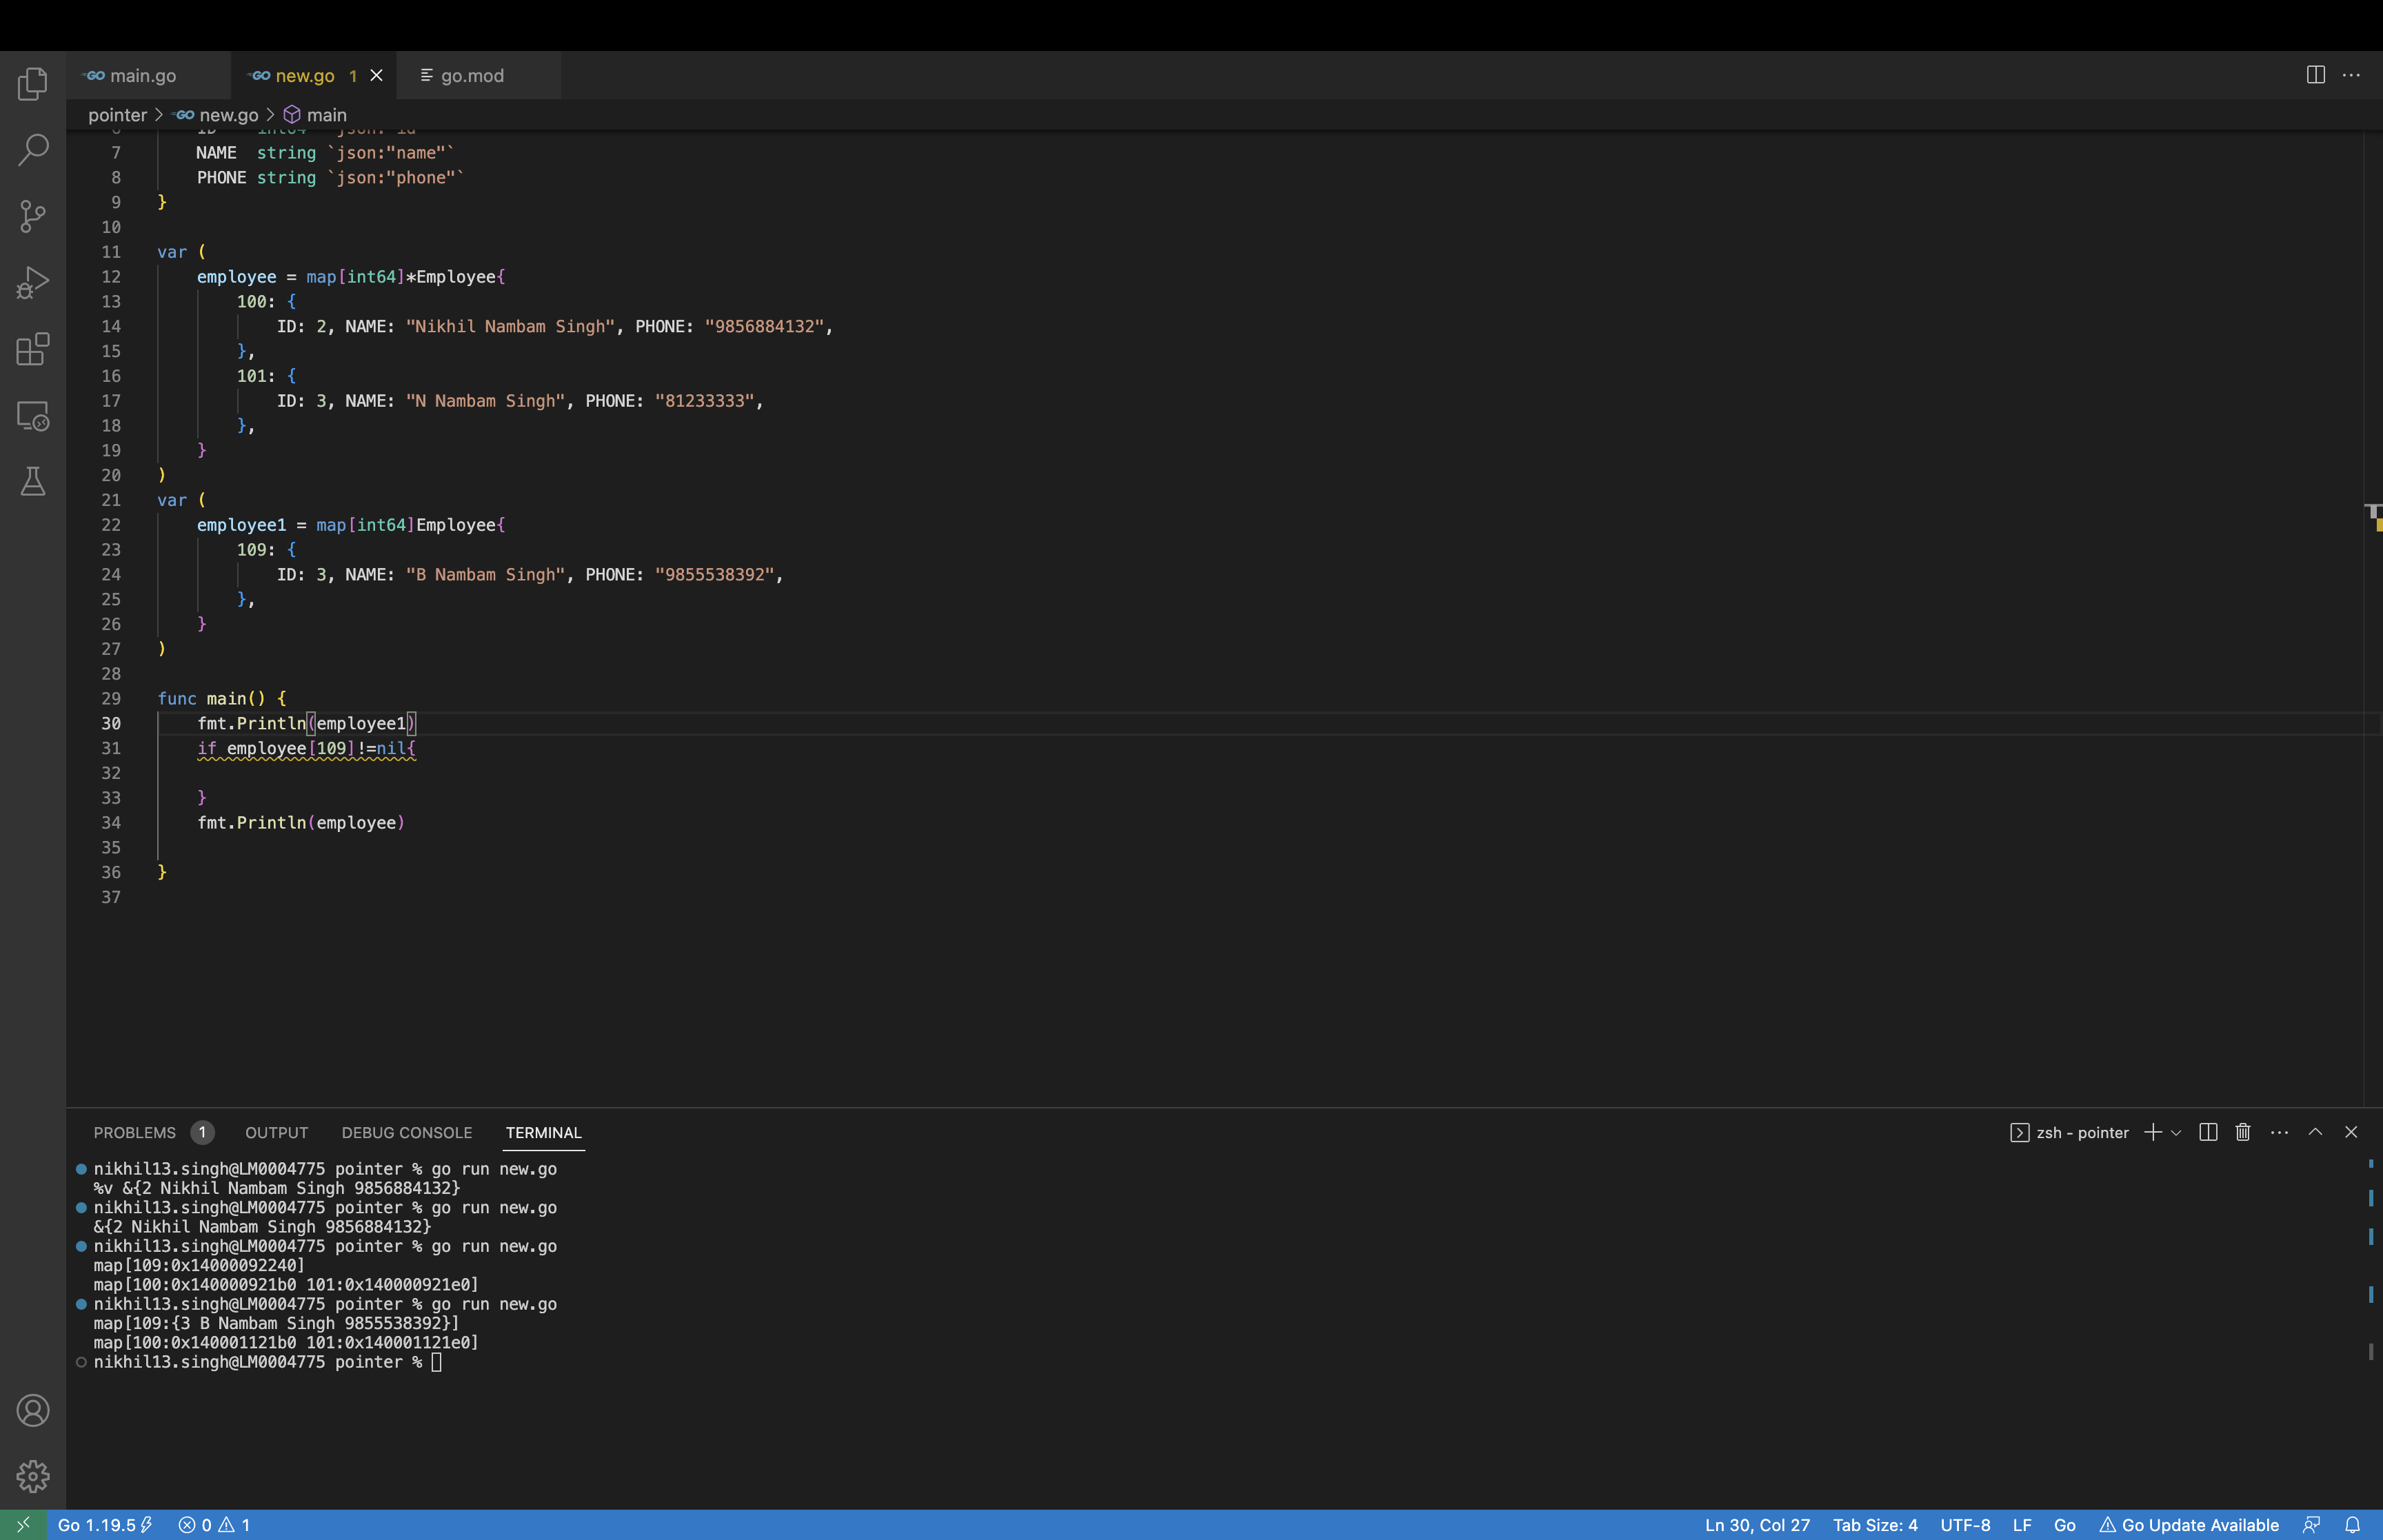 GO main.go
GO new.go 1
go.mod
pointer > GO new.go > main
7 NAME string `json:"name"`
8 PHONE string `json:"phone"`
9 }
10
11 var (
12 employee = map[int64]*Employee{
13 100: {
14 ID: 2, NAME: "Nikhil Nambam Singh", PHONE: "9856884132",
15 },
16 101: {
17 ID: 3, NAME: "N Nambam Singh", PHONE: "81233333",
18 },
19 }
20 )
21 var (
22 employee1 = map[int64]Employee{
23 109: {
24 ID: 3, NAME: "B Nambam Singh", PHONE: "9855538392",
25 },
26 }
27 )
28
29 func main() {
30 fmt.Println(employee1)
31 if employee[109]!=nil{
32
33 }
34 fmt.Println(employee)
35
36 }
37
PROBLEMS 1 OUTPUT DEBUG CONSOLE TERMINAL zsh - pointer
nikhil13.singh@LM0004775 pointer % go run new.go
%v &{2 Nikhil Nambam Singh 9856884132}
nikhil13.singh@LM0004775 pointer % go run new.go
&{2 Nikhil Nambam Singh 9856884132}
nikhil13.singh@LM0004775 pointer % go run new.go
map[109:0x14000092240]
map[100:0x140000921b0 101:0x140000921e0]
nikhil13.singh@LM0004775 pointer % go run new.go
map[109:{3 B Nambam Singh 9855538392}]
map[100:0x140001121b0 101:0x140001121e0]
nikhil13.singh@LM0004775 pointer %
Go 1.19.5 0 1 Ln 30, Col 27 Tab Size: 4 UTF-8 LF Go Go Update Available